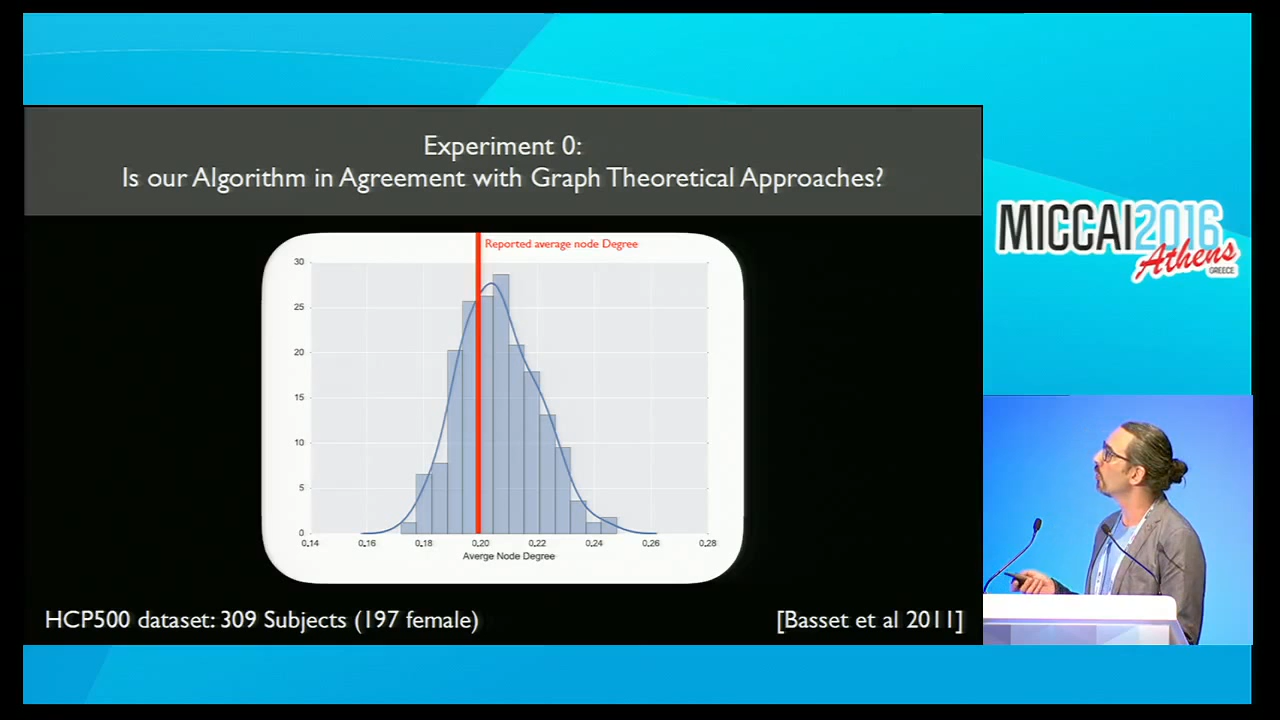 Experiment 0:
Is our Algorithm in Agreement with Graph Theoretical Approaches?
MICCAI2016
Athens
GREECE
Reported average node Degree
30
25
20
15
10
5
0
0.14 0.16 0.18 0.20 0.22 0.24 0.26 0.28
Averge Node Degree
HCP500 dataset: 309 Subjects (197 female)
[Basset et al 2011]